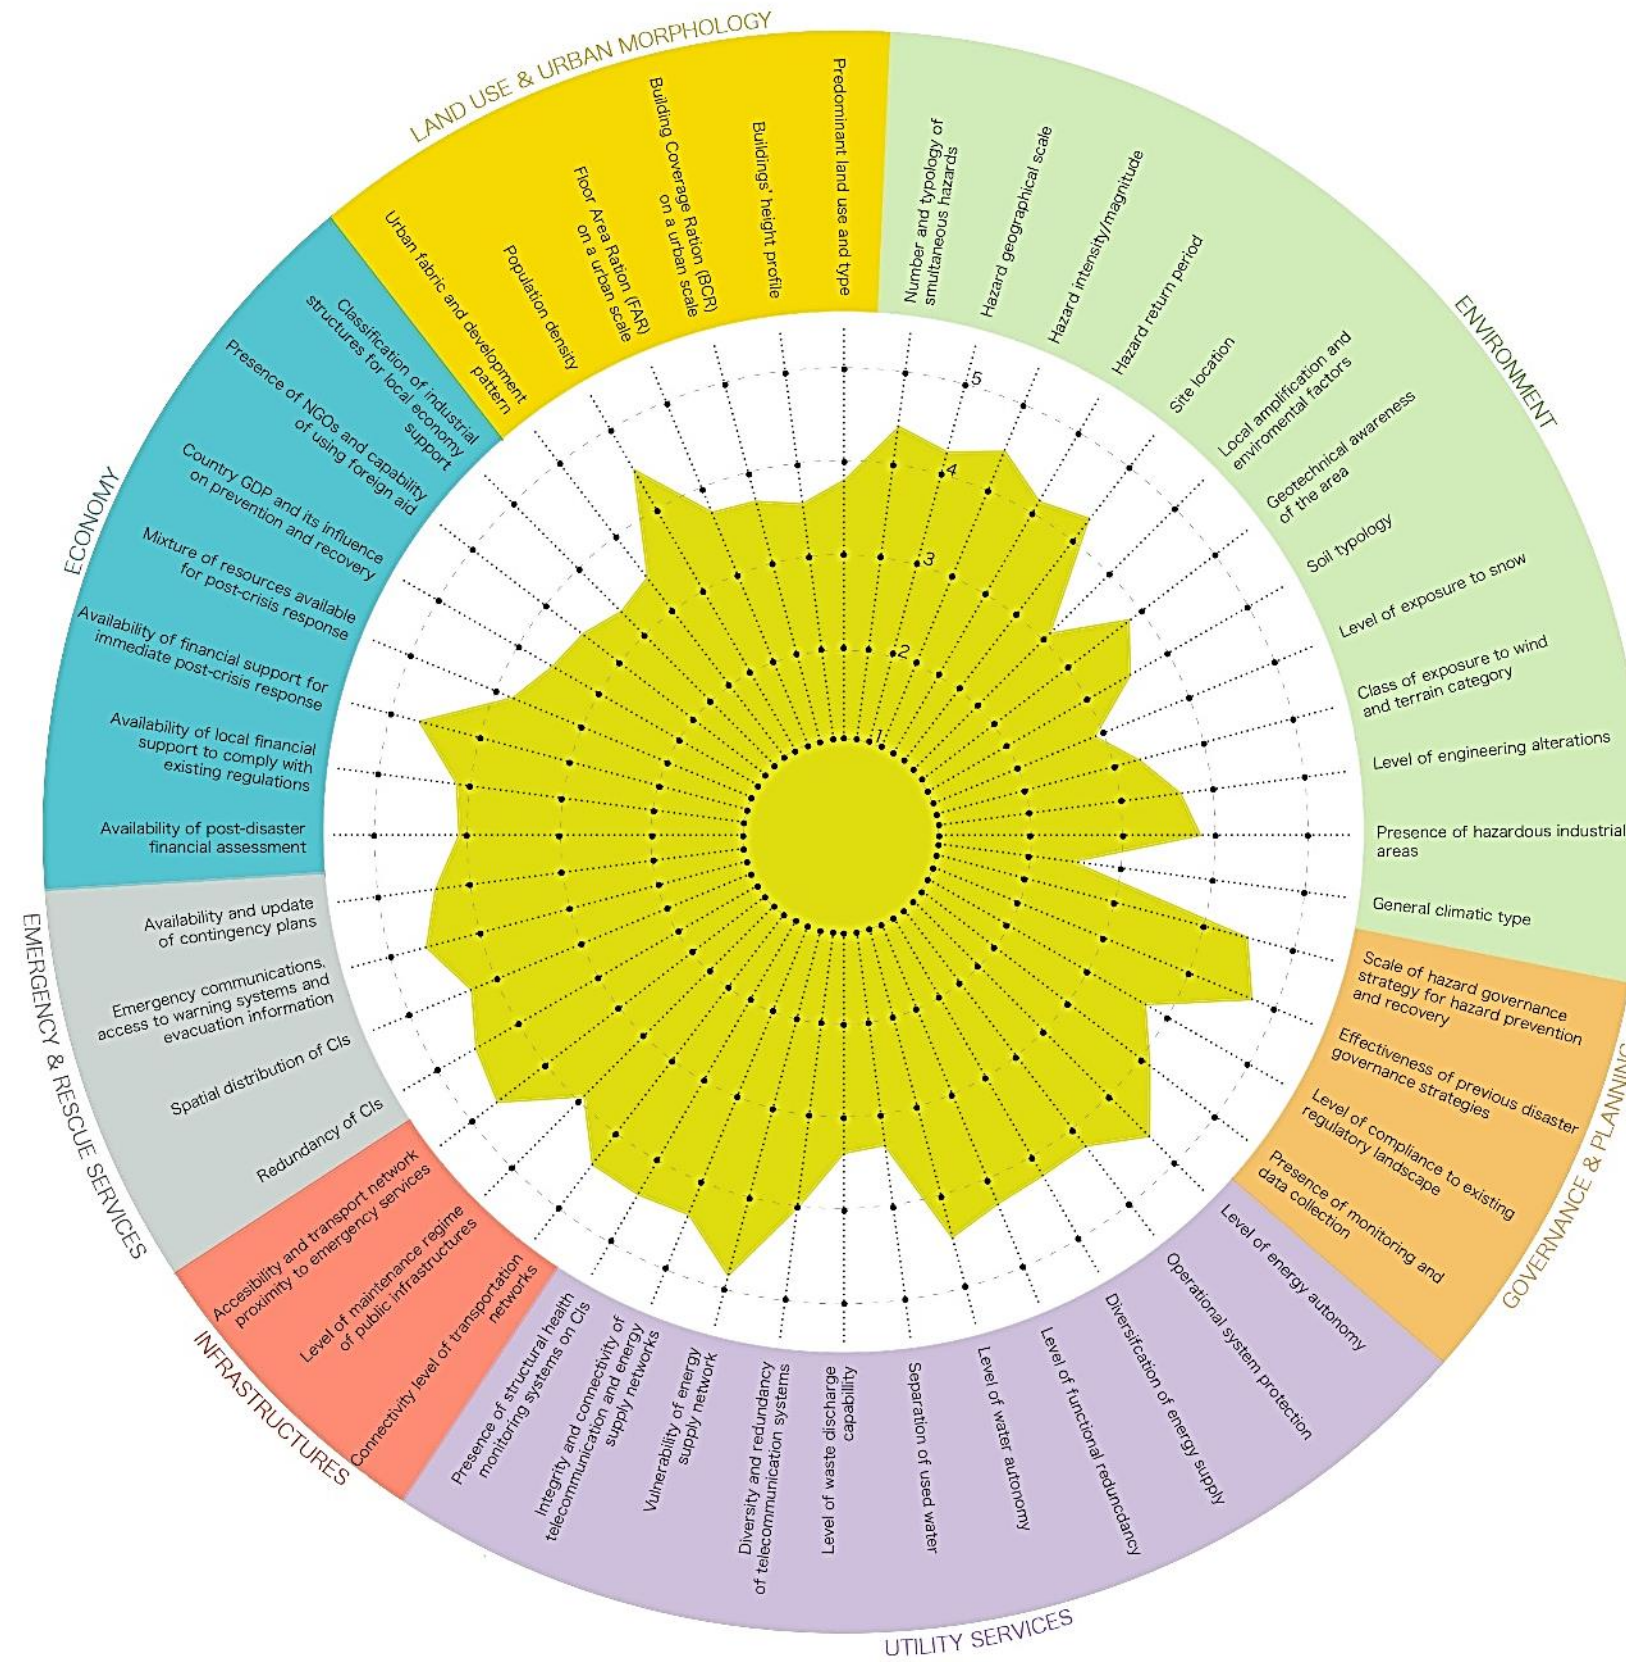 LAND USE & URBAN MORPHOLOGY
Urban fabric and development
pattern
Population density
Floor Area Ration (FAR)
on a urban scale
Building Coverage Ration (BCR)
on a urban scale
Buildings' height profile
Predominant land use and type
ENVIRONMENT
Number and typology of
smultaneous hazards
Hazard geographical scale
Hazard intensity/magnitude
Hazard return period
Site location
Local amplification and
enviromental factors
Geotechnical awareness
of the area
Soil typology
Level of exposure to snow
Class of exposure to wind
and terrain category
Level of engineering alterations
Presence of hazardous industrial
areas
General climatic type
GOVERNANCE & PLANNING
Scale of hazard governance
strategy for hazard prevention
and recovery
Effectiveness of previous disaster
governance strategies
Level of compliance to existing
regulatory landscape
Presence of monitoring and
data collection
UTILITY SERVICES
Level of energy autonomy
Operational system protection
Diversifcation of energy supply
Level of functional reduncdancy
Level of water autonomy
Separation of used water
Level of waste discharge
capabillity
Diversity and redundancy
of telecommunication systems
Vulnerability of energy
supply network
Integrity and connectivity of
telecommunication and energy
supply networks
Presence of structural health
monitoring systems on CIs
INFRASTRUCTURES
Connectivity level of transportation
networks
Level of maintenance regime
of public infrastructures
Accesibility and transport network
proximity to emergency services
EMERGENCY & RESCUE SERVICES
Redundancy of CIs
Spatial distribution of CIs
Emergency communications,
access to warning systems and
evacuation information
Availability and update
of contingency plans
ECONOMY
Availability of post-disaster
financial assessment
Availability of local financial
support to comply with
existing regulations
Availability of financial support for
immediate post-crisis response
Mixture of resources available
for post-crisis response
Country GDP and its influence
on prevention and recovery
Presence of NGOs and capability
of using foreign aid
Classification of industrial
structures for local economy
support
5
4
3
2
1